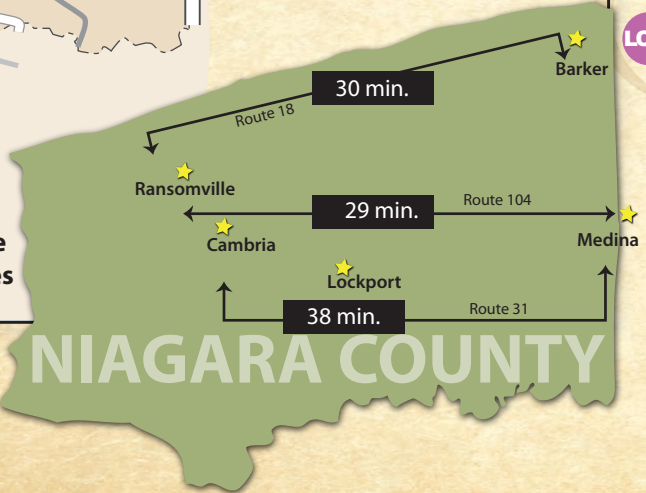 LO
Barker
30 min.
Route 18
Ransomville
29 min.
Route 104
Cambria
Medina
Lockport
38 min.
Route 31
NIAGARA COUNTY